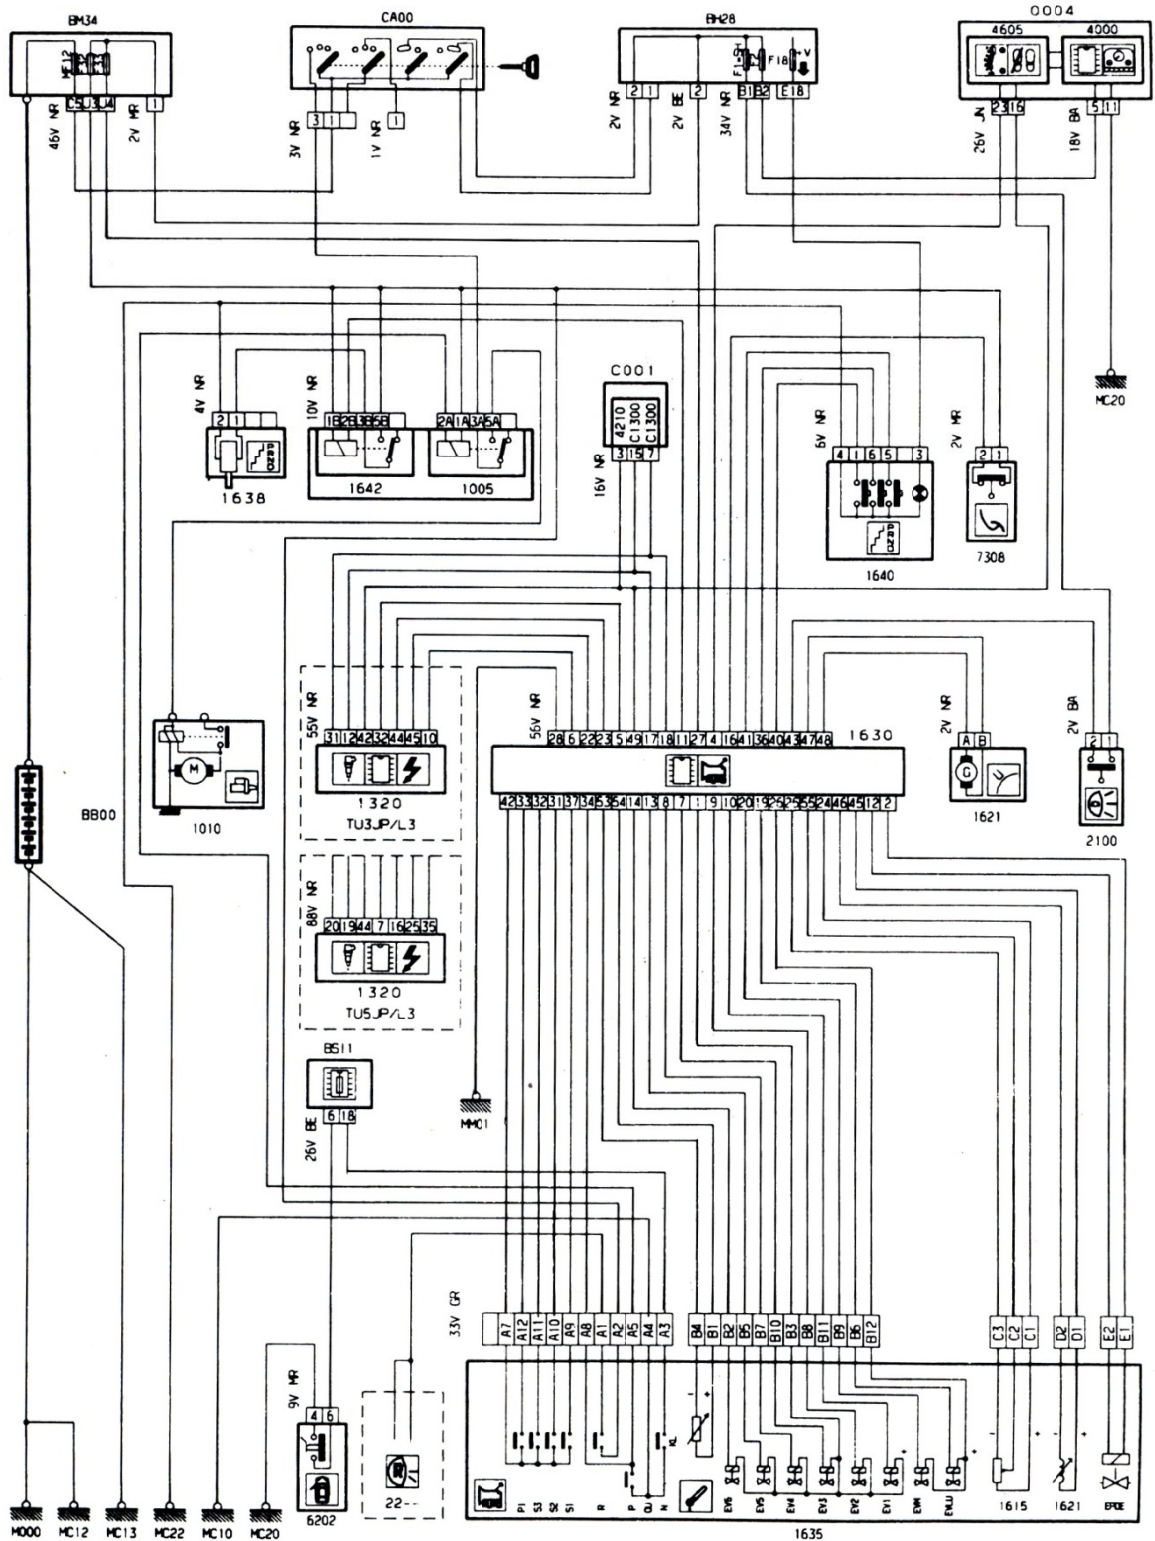 BM34
CA00
BH28
0004
4605
4000
MF12
F18
+V
C5 U3 U4
1
3 1
1
2 1
2
B1 B2
E 18
23 16
5 11
46V NR
2V MR
3V NR
1V NR
2V NR
2V BE
34V NR
26V JN
18V BA
MC20
4V NR
2 1
10V NR
1B 2B 3B 5B
2A 1A 3A 5A
1638
1642
1005
C001
4210
C1300
C1300
3 15 7
16V NR
6V NR
4 1 6 5 3
2V MR
2 1
1640
7308
55V NR
31 12 42 32 44 45 10
1320
TU3JP/L3
56V NR
28 6 22 23 5 49 17 18 11 27 4 16 41 36 40 43 47 48
1630
42 33 32 31 37 34 53 54 14 13 8 7 1 9 10 20 19 26 25 55 24 46 45 12 2
2V NR
A B
G
1621
2V BA
2 1
2100
M
1010
BB00
88V NR
20 19 44 7 16 25 35
1320
TU5JP/L3
BSI1
6 18
26V BE
MM01
33V GR
A7 A12 A11 A10 A9 A8 A1 A2 A5 A4 A3
B4 B1 B2 B5 B7 B10 B3 B8 B11 B9 B6 B12
C3 C2 C1
D2 D1
E2 E1
9V MR
4 6
6202
R
22--
P1 S3 S2 S1 R P OU N
KL
- +
EV6 EV5 EV4 EV3 EV2 EV1 EVM EVLU
- +
1615
- +
1621
EPDE
1635
M000
MC12
MC13
MC22
MC10
MC20